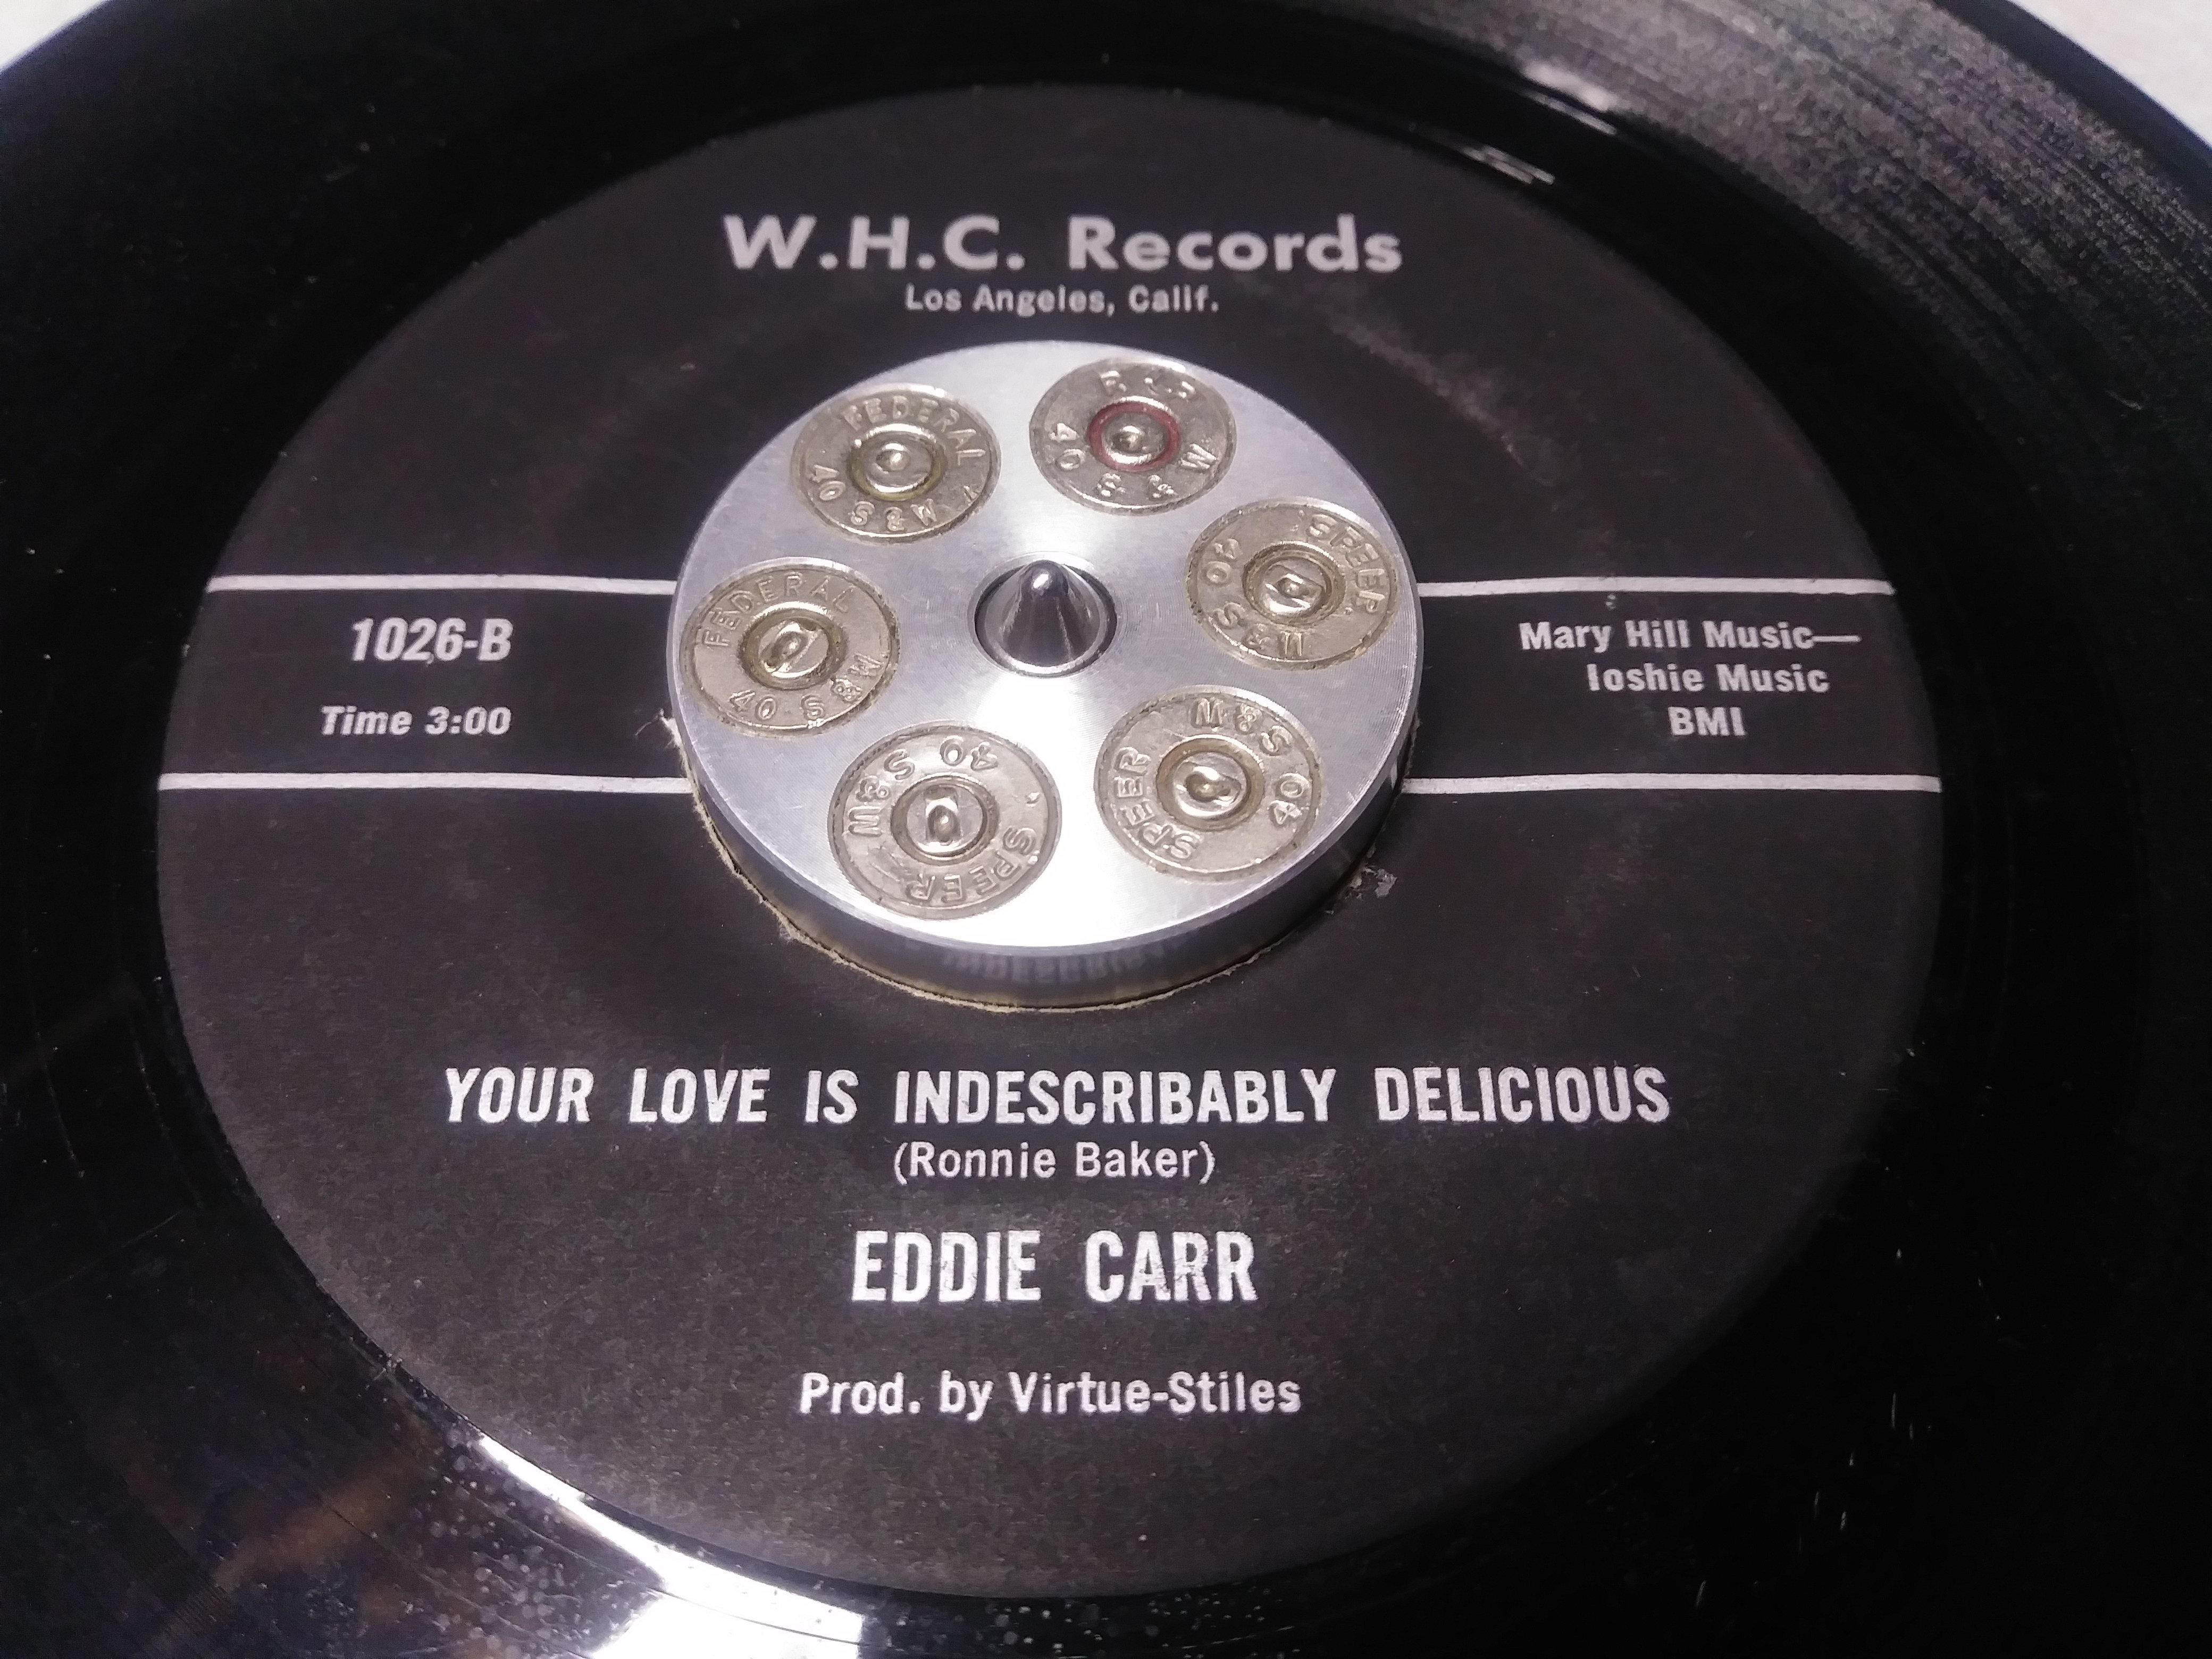 W.H.C. Records
Los Angeles, Calif.
FEDERAL
40 S&W
R·P
40 S&W
SPEER
40 S&W
FEDERAL
40 S&W
SPEER
40 S&W
SPEER
40 S&W
1026-B
Time 3:00
Mary Hill Music—
Ioshie Music
BMI
YOUR LOVE IS INDESCRIBABLY DELICIOUS
(Ronnie Baker)
EDDIE CARR
Prod. by Virtue-Stiles